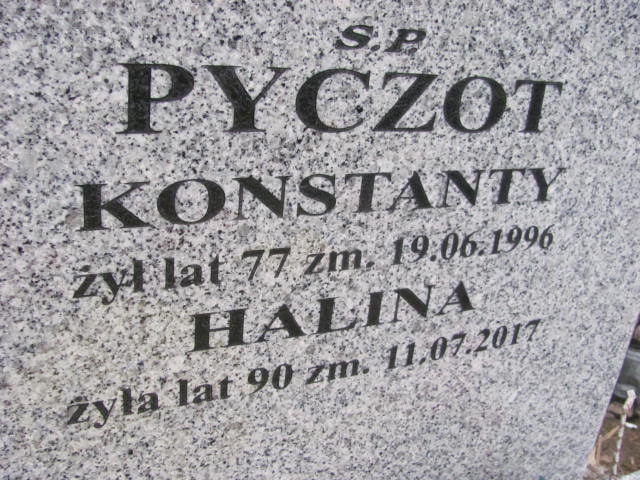 Ś.P.
PYCZOT
KONSTANTY
żył lat 77 zm. 19.06.1996
HALINA
żyła lat 90 zm. 11.07.2017